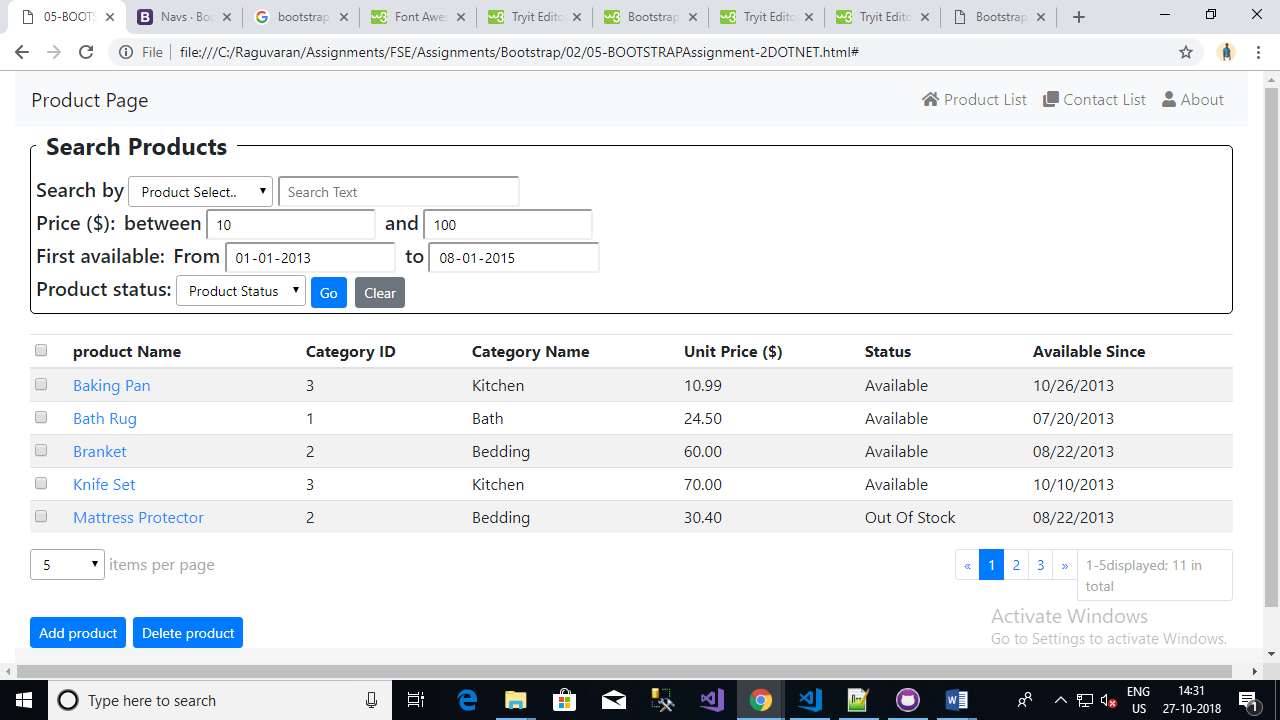 05-BOOTS
Navs · Boo
bootstrap
Font Awes
Tryit Edito
Bootstrap
Tryit Edito
Tryit Edito
Bootstrap
File file:///C:/Raguvaran/Assignments/FSE/Assignments/Bootstrap/02/05-BOOTSTRAPAssignment-2DOTNET.html#
Product Page Product List Contact List About
Search Products
Search by Product Select.. Search Text
Price ($): between 10 and 100
First available: From 01-01-2013 to 08-01-2015
Product status: Product Status Go Clear
product Name Category ID Category Name Unit Price ($) Status Available Since
Baking Pan 3 Kitchen 10.99 Available 10/26/2013
Bath Rug 1 Bath 24.50 Available 07/20/2013
Branket 2 Bedding 60.00 Available 08/22/2013
Knife Set 3 Kitchen 70.00 Available 10/10/2013
Mattress Protector 2 Bedding 30.40 Out Of Stock 08/22/2013
5 items per page « 1 2 3 » 1-5displayed; 11 in
total
Activate Windows
Go to Settings to activate Windows.
Add product Delete product
Type here to search
ENG
US
14:31
27-10-2018
1